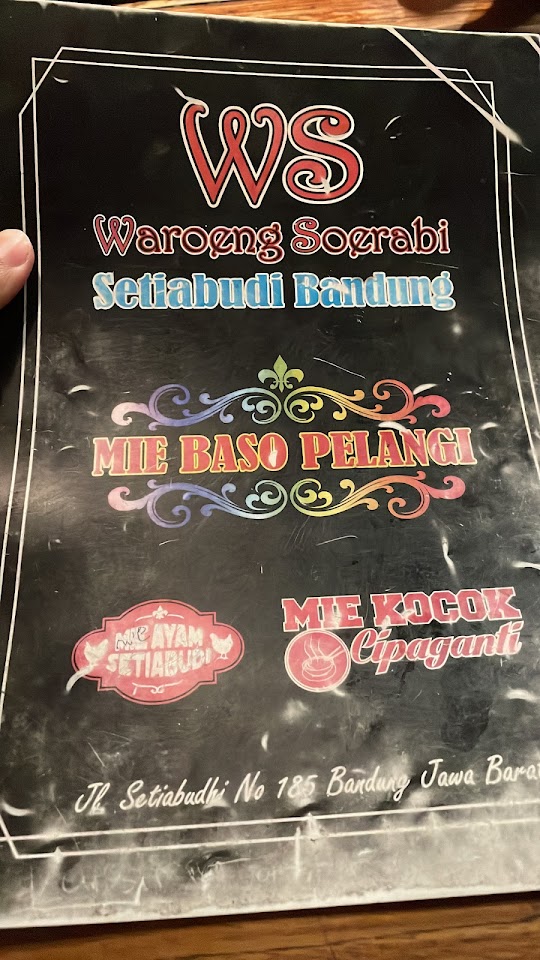 WS
Waroeng Soerabi
Setiabudi Bandung
MIE BASO PELANGI
MIE AYAM
SETIABUDI
MIE KOCOK
Cipaganti
Jl. Setiabudhi No 185 Bandung Jawa Barat